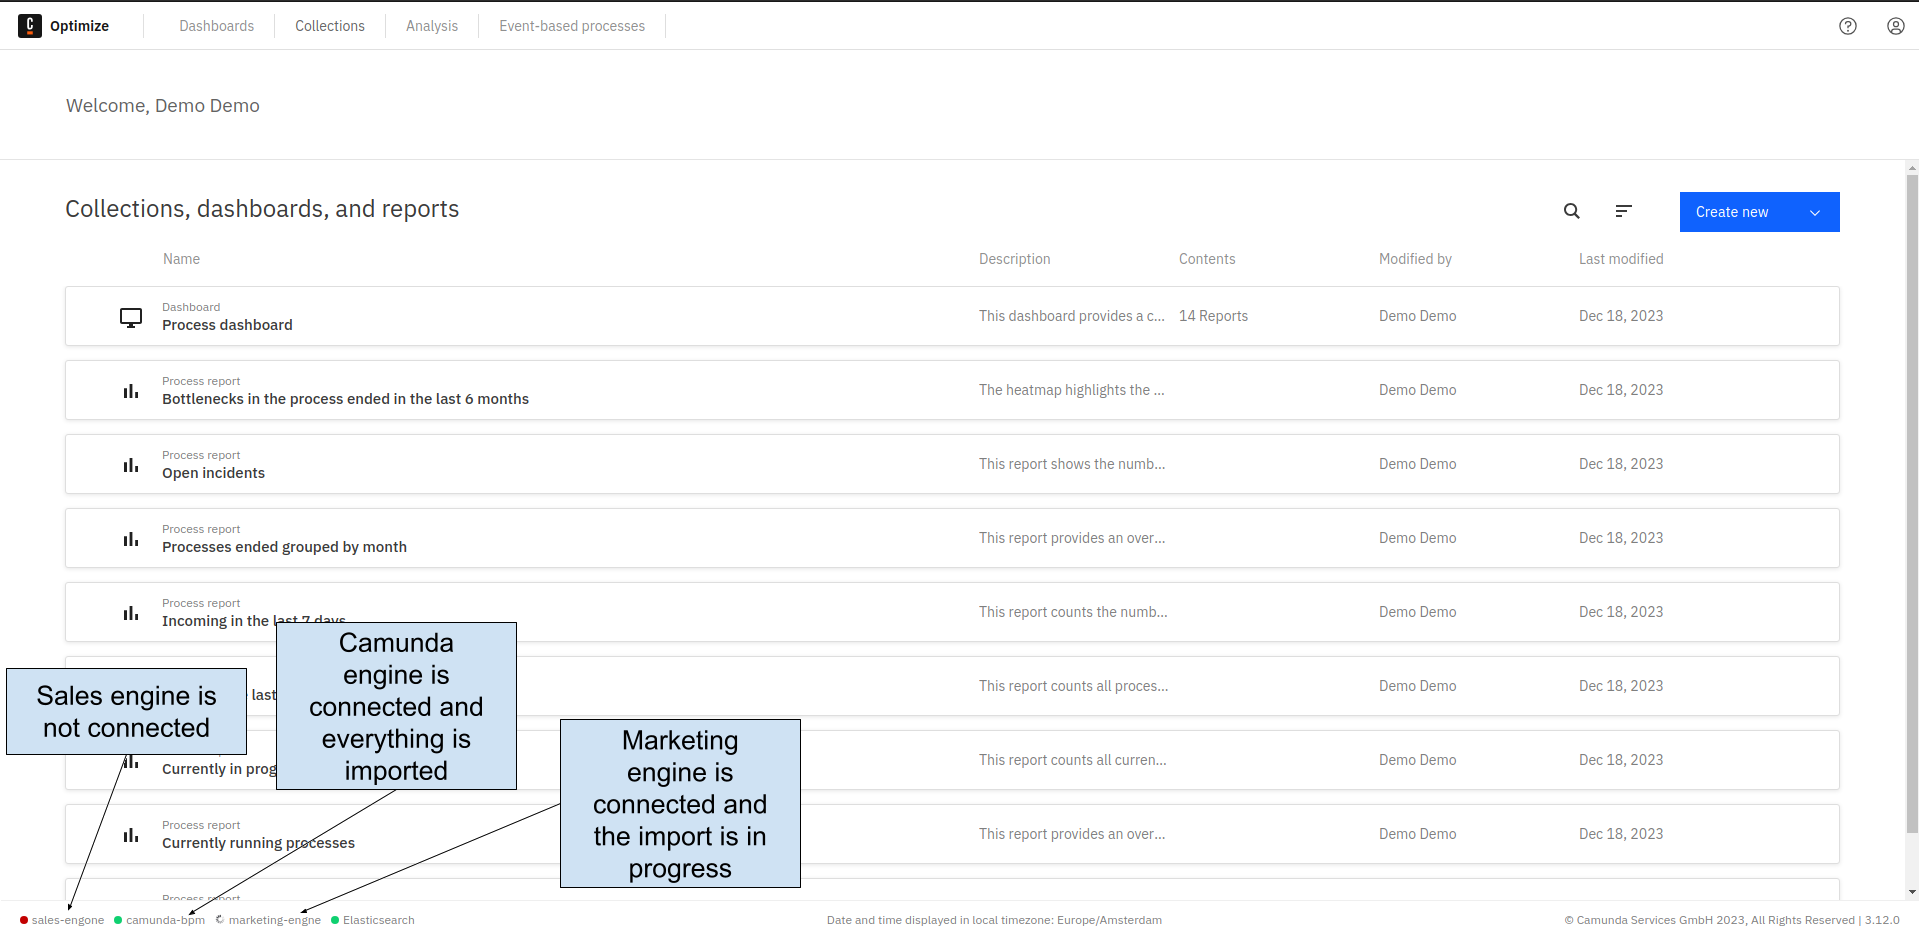 Optimize
Dashboards
Collections
Analysis
Event-based processes
Welcome, Demo Demo
Collections, dashboards, and reports
Create new
Name Description Contents Modified by Last modified
Dashboard
Process dashboard
This dashboard provides a c... 14 Reports Demo Demo Dec 18, 2023
Process report
Bottlenecks in the process ended in the last 6 months
The heatmap highlights the ... Demo Demo Dec 18, 2023
Process report
Open incidents
This report shows the numb... Demo Demo Dec 18, 2023
Process report
Processes ended grouped by month
This report provides an over... Demo Demo Dec 18, 2023
Process report
Incoming in the last 7 days
This report counts the numb... Demo Demo Dec 18, 2023
last
This report counts all proces... Demo Demo Dec 18, 2023
Currently in prog
This report counts all curren... Demo Demo Dec 18, 2023
Process report
Currently running processes
This report provides an over... Demo Demo Dec 18, 2023
Process report
Sales engine is
not connected
Camunda
engine is
connected and
everything is
imported
Marketing
engine is
connected and
the import is in
progress
sales-engone camunda-bpm marketing-engne Elasticsearch
Date and time displayed in local timezone: Europe/Amsterdam
© Camunda Services GmbH 2023, All Rights Reserved | 3.12.0